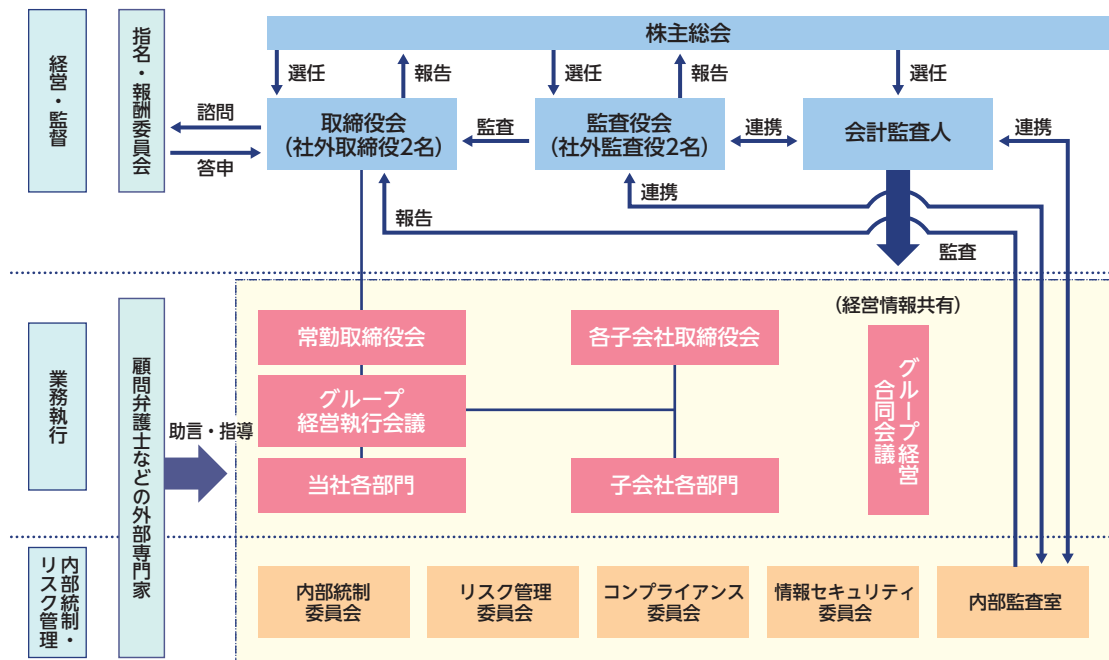 株主総会
経営・監督
指名・報酬委員会
選任
報告
選任
報告
選任
諮問
答申
取締役会
(社外取締役2名)
監査
監査役会
(社外監査役2名)
連携
会計監査人
連携
連携
報告
監査
業務執行
顧問弁護士などの外部専門家
助言・指導
(経営情報共有)
常勤取締役会
各子会社取締役会
グループ
経営執行会議
グループ経営
合同会議
当社各部門
子会社各部門
内部統制・
リスク管理
内部統制
委員会
リスク管理
委員会
コンプライアンス
委員会
情報セキュリティ
委員会
内部監査室